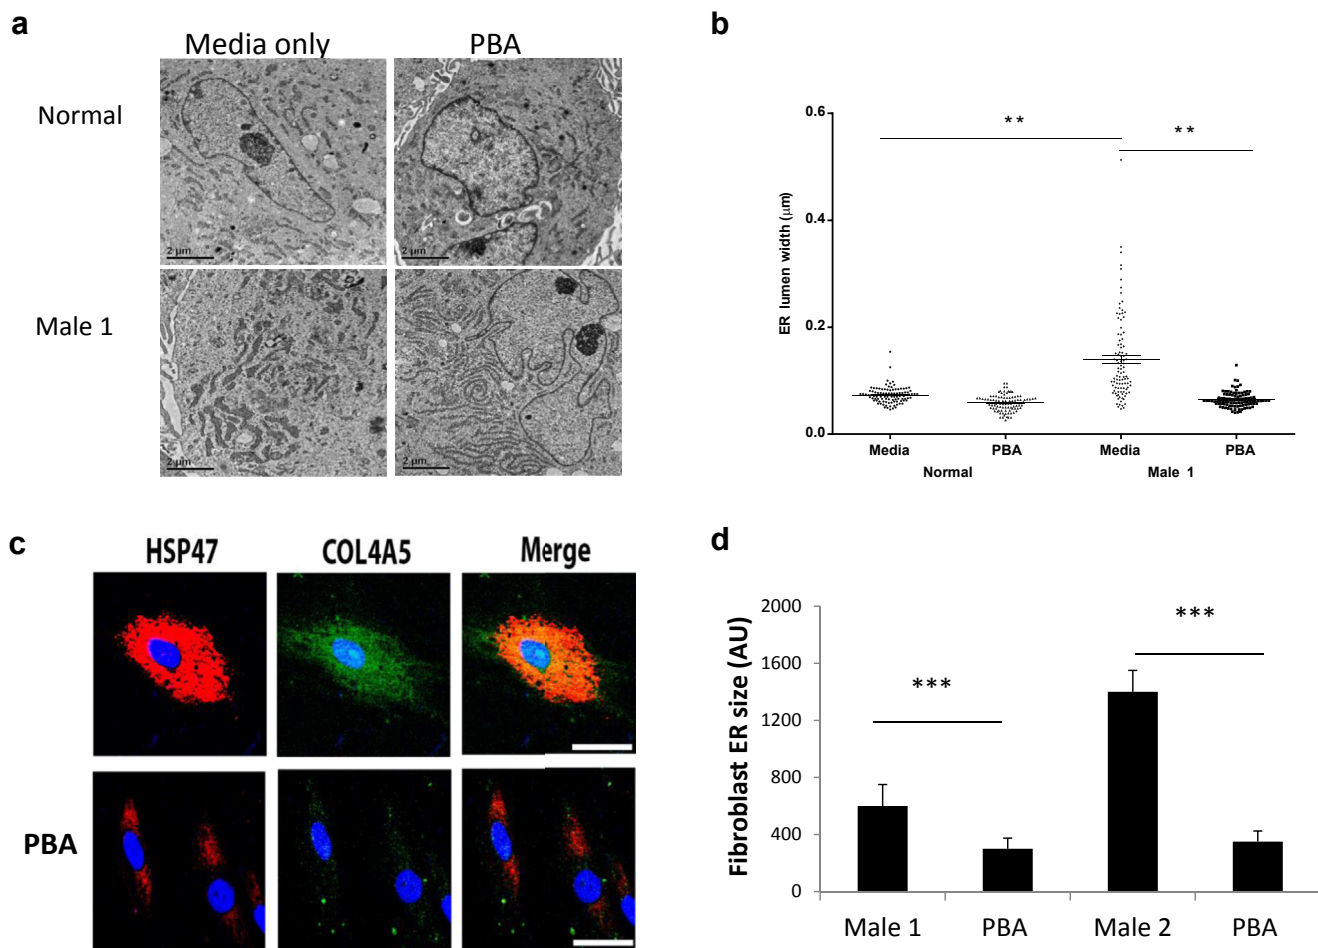 a
Media only PBA
Normal
2 µm 2 µm
Male 1
2 µm 2 µm
b
ER lumen width (µm)
0.6
0.4
0.2
0.0
** **
Media PBA Media PBA
Normal Male 1
c
HSP47 COL4A5 Merge
PBA
d
Fibroblast ER size (AU)
2000
1600
1200
800
400
0
*** ***
Male 1 PBA Male 2 PBA